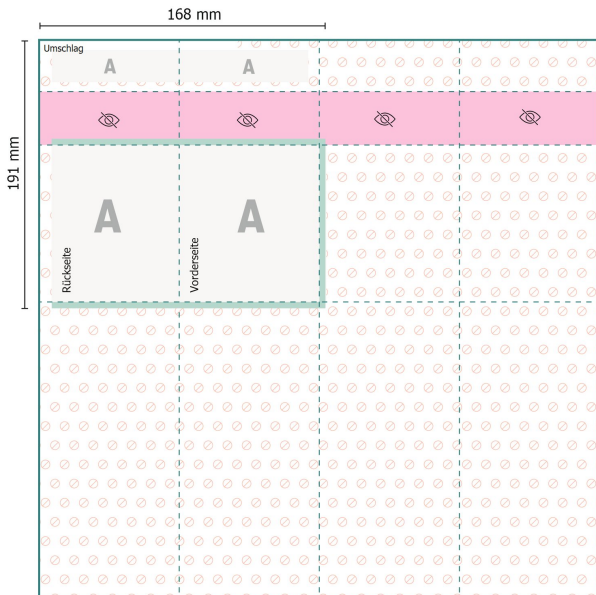 168 mm
Umschlag
A A
191 mm
A A
Rückseite
Vorderseite